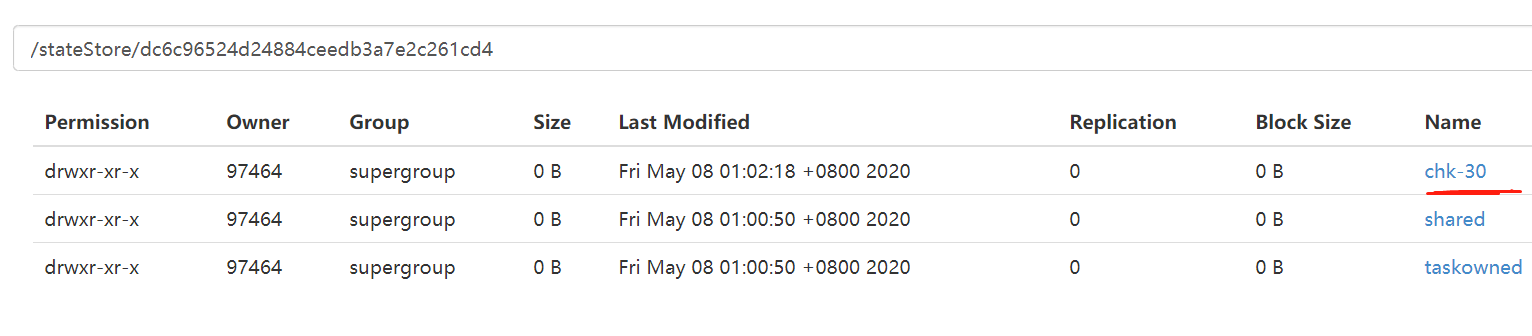 /stateStore/dc6c96524d24884ceedb3a7e2c261cd4
Permission Owner Group Size Last Modified Replication Block Size Name
drwxr-xr-x 97464 supergroup 0 B Fri May 08 01:02:18 +0800 2020 0 0 B chk-30
drwxr-xr-x 97464 supergroup 0 B Fri May 08 01:00:50 +0800 2020 0 0 B shared
drwxr-xr-x 97464 supergroup 0 B Fri May 08 01:00:50 +0800 2020 0 0 B taskowned